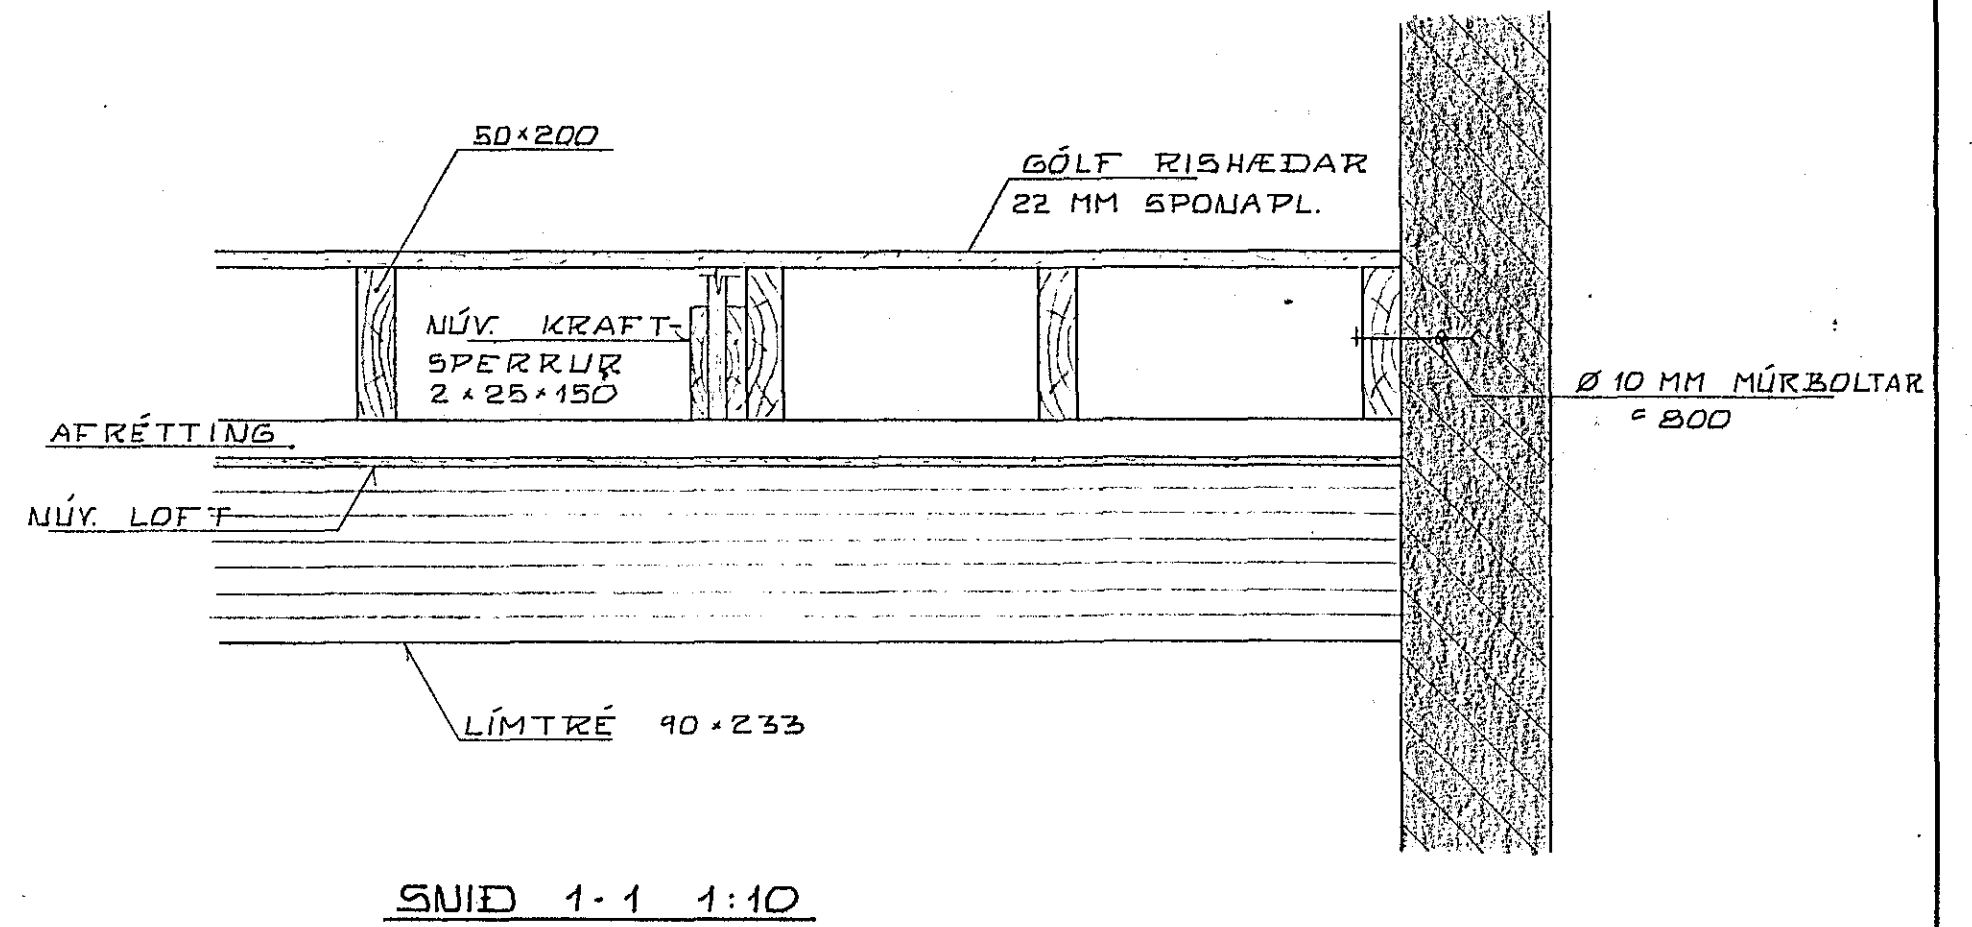 50×200
GÓLF RISHÆÐAR
22 MM SPONAPL.
NÚV. KRAFT-
SPERRUR
2×25×150
Ø 10 MM MÚRBOLTAR
c 800
AFRÉTTING
NÚV. LOFT
LÍMTRÉ 90×233
SNIÐ 1-1 1:10